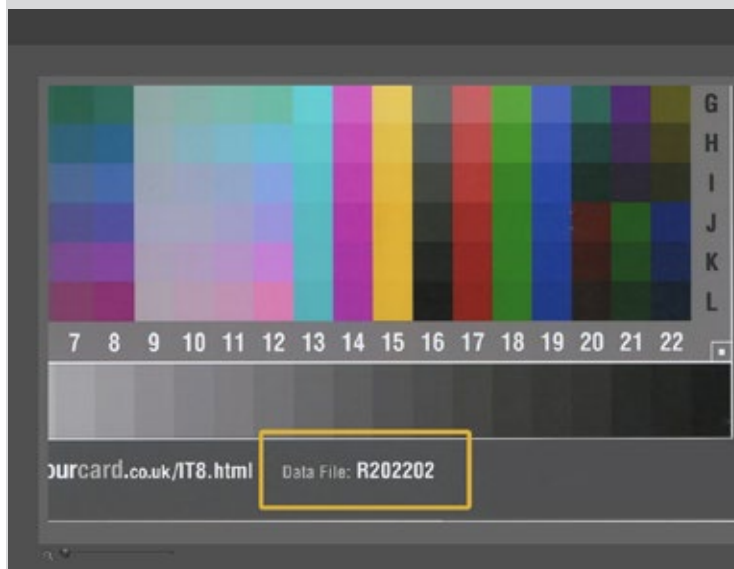 G
H
I
J
K
L
7 8 9 10 11 12 13 14 15 16 17 18 19 20 21 22
ourcard.co.uk/IT8.html Data File: R202202